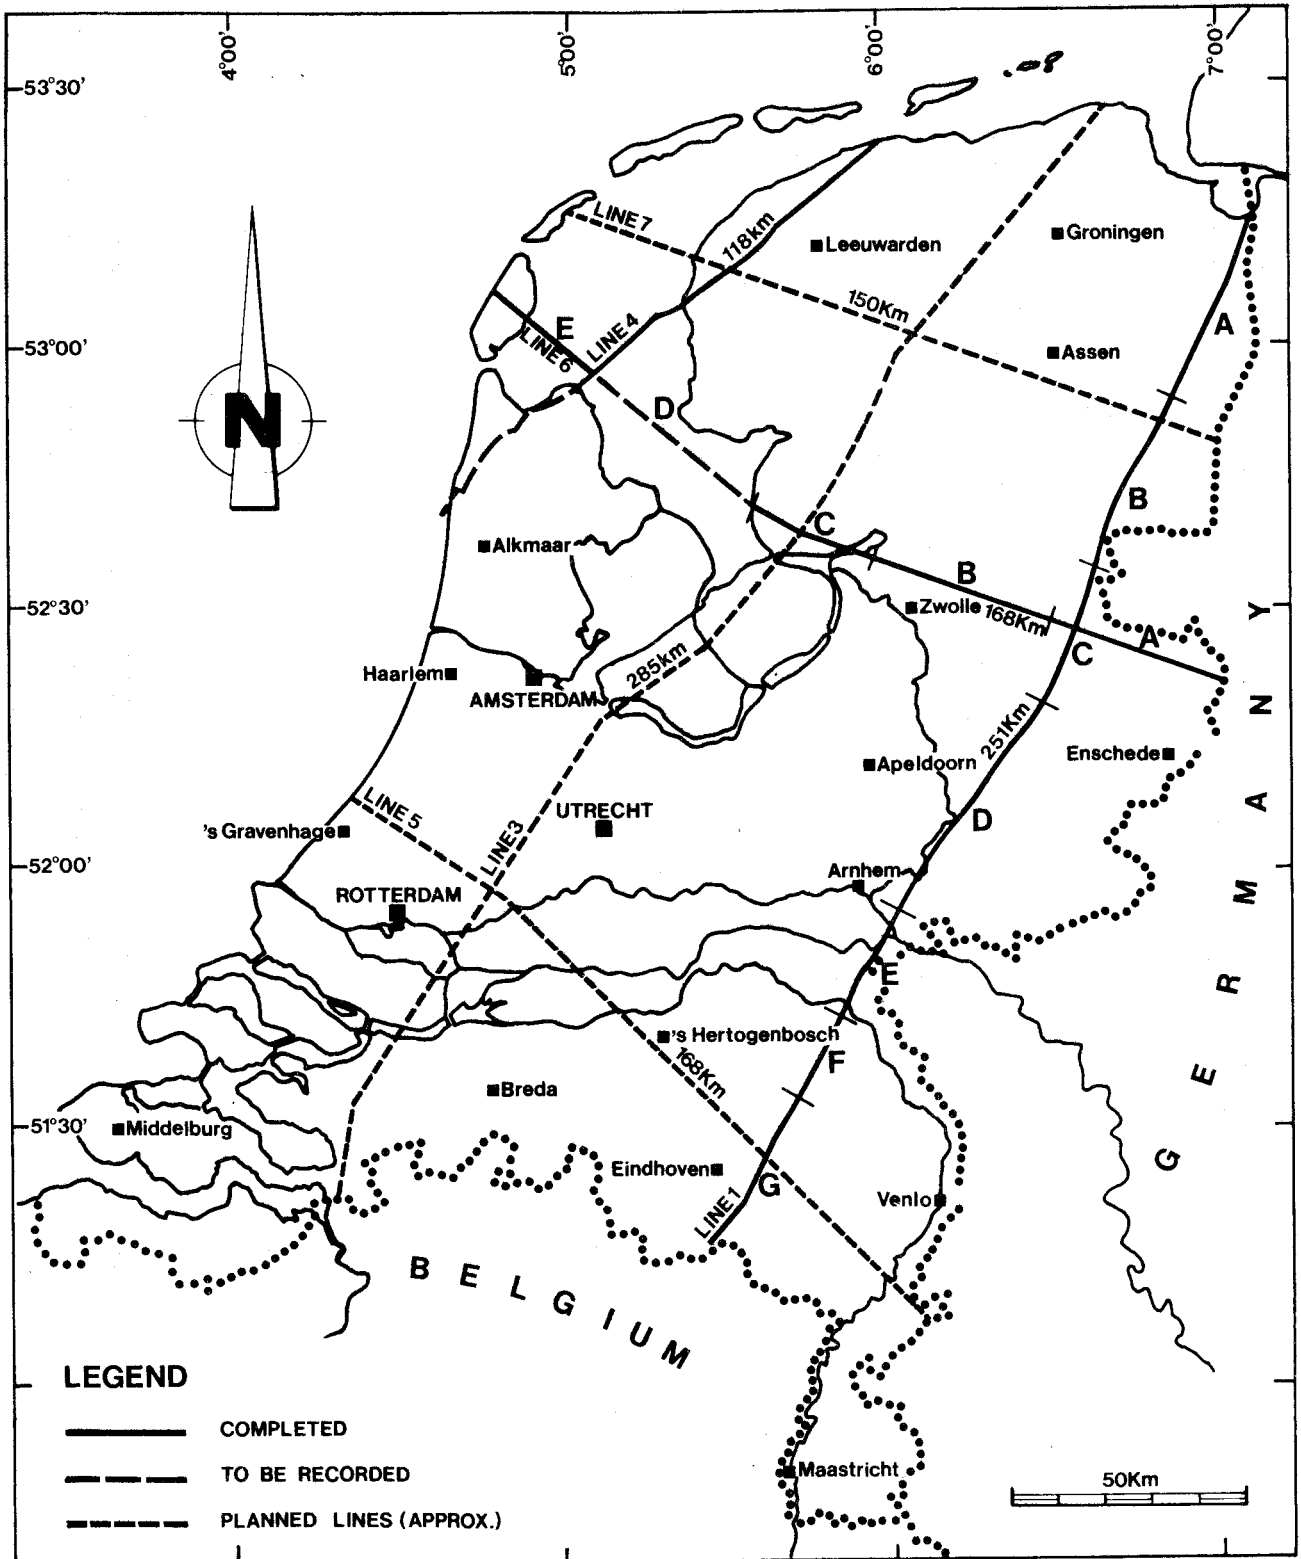 4°00'
5°00'
6°00'
7°00'
53°30'
53°00'
52°30'
52°00'
51°30'
N
LINE 7
118km
Leeuwarden
Groningen
150Km
E
LINE 4
LINE 6
Assen
A
D
B
C
Alkmaar
B
Zwolle
168Km
A
C
Haarlem
AMSTERDAM
285km
251Km
Enschede
Apeldoorn
LINE 5
UTRECHT
D
's Gravenhage
LINE 3
Arnhem
ROTTERDAM
E
's Hertogenbosch
F
168Km
Breda
Middelburg
Eindhoven
G
Venlo
LINE 1
BELGIUM
GERMANY
Maastricht
50Km
LEGEND
COMPLETED
TO BE RECORDED
PLANNED LINES (APPROX.)